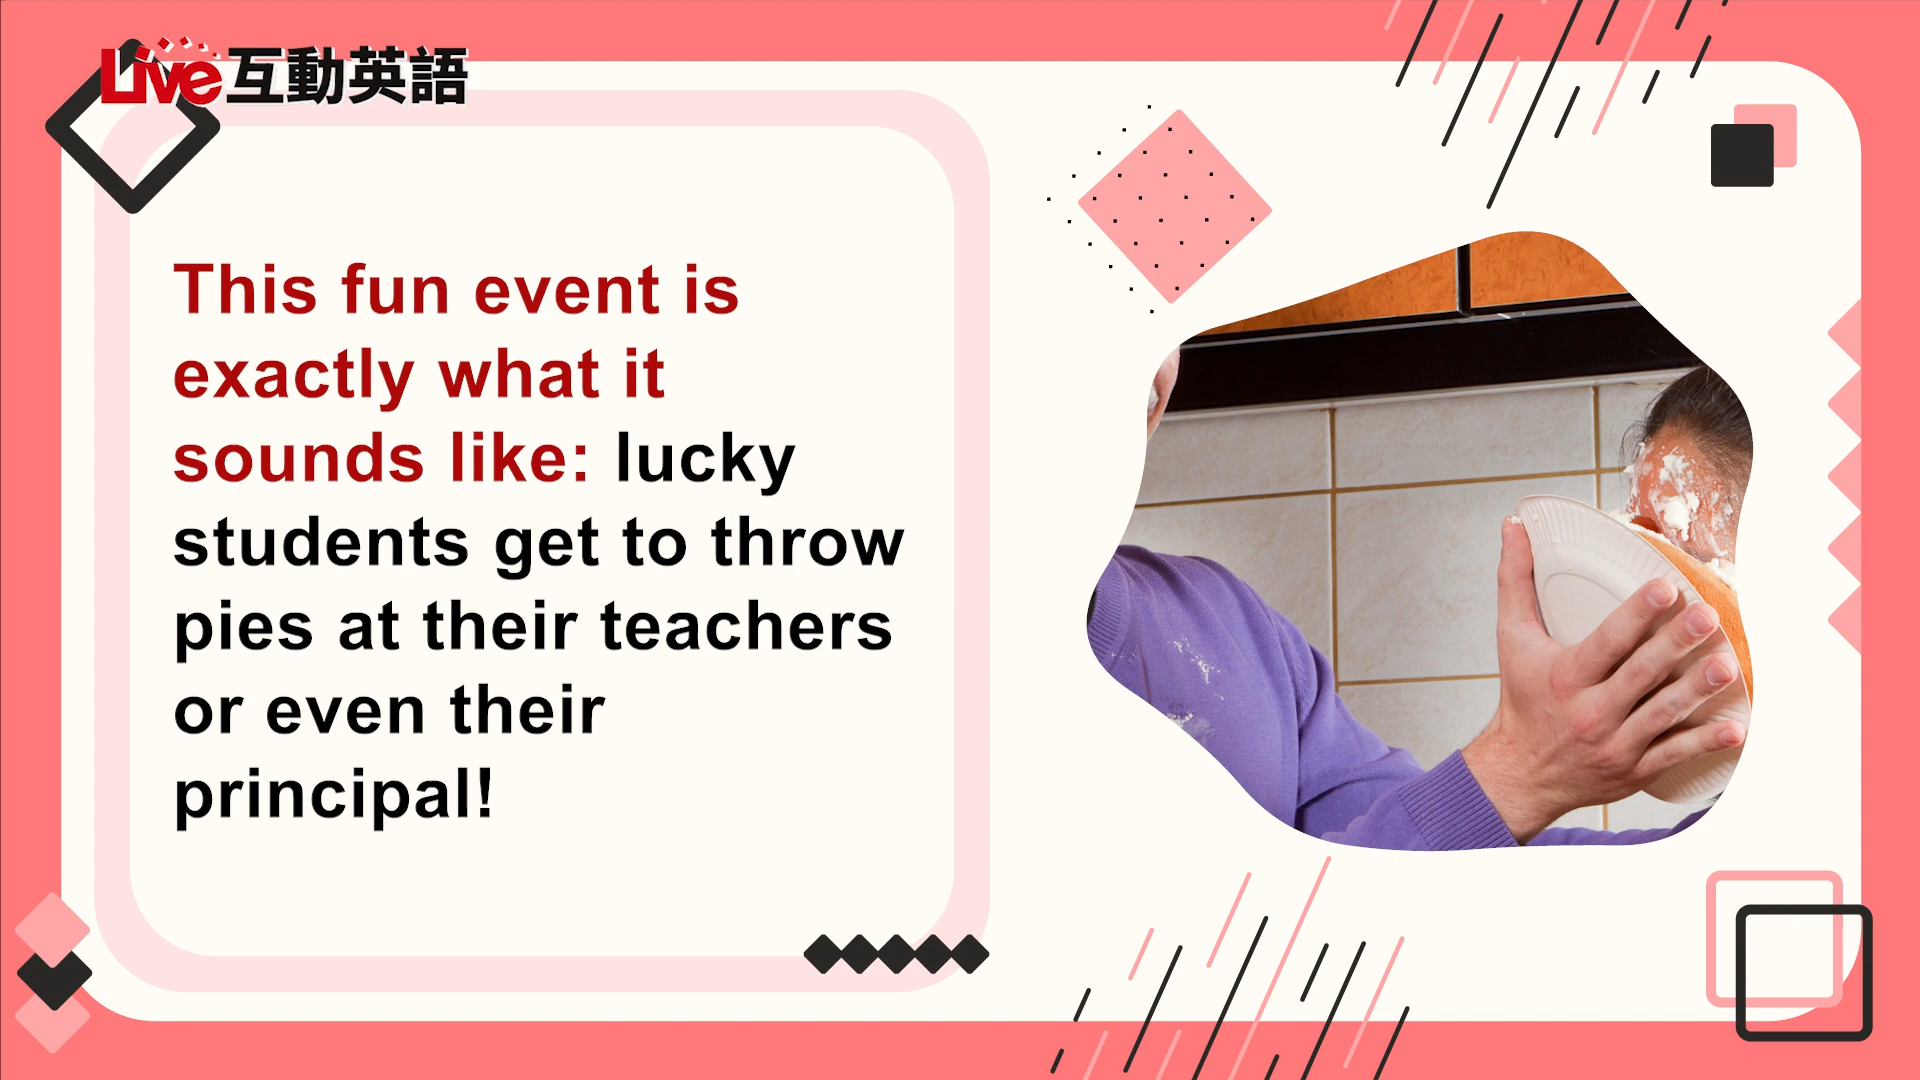 Live互動英語
This fun event is
exactly what it
sounds like: lucky
students get to throw
pies at their teachers
or even their
principal!